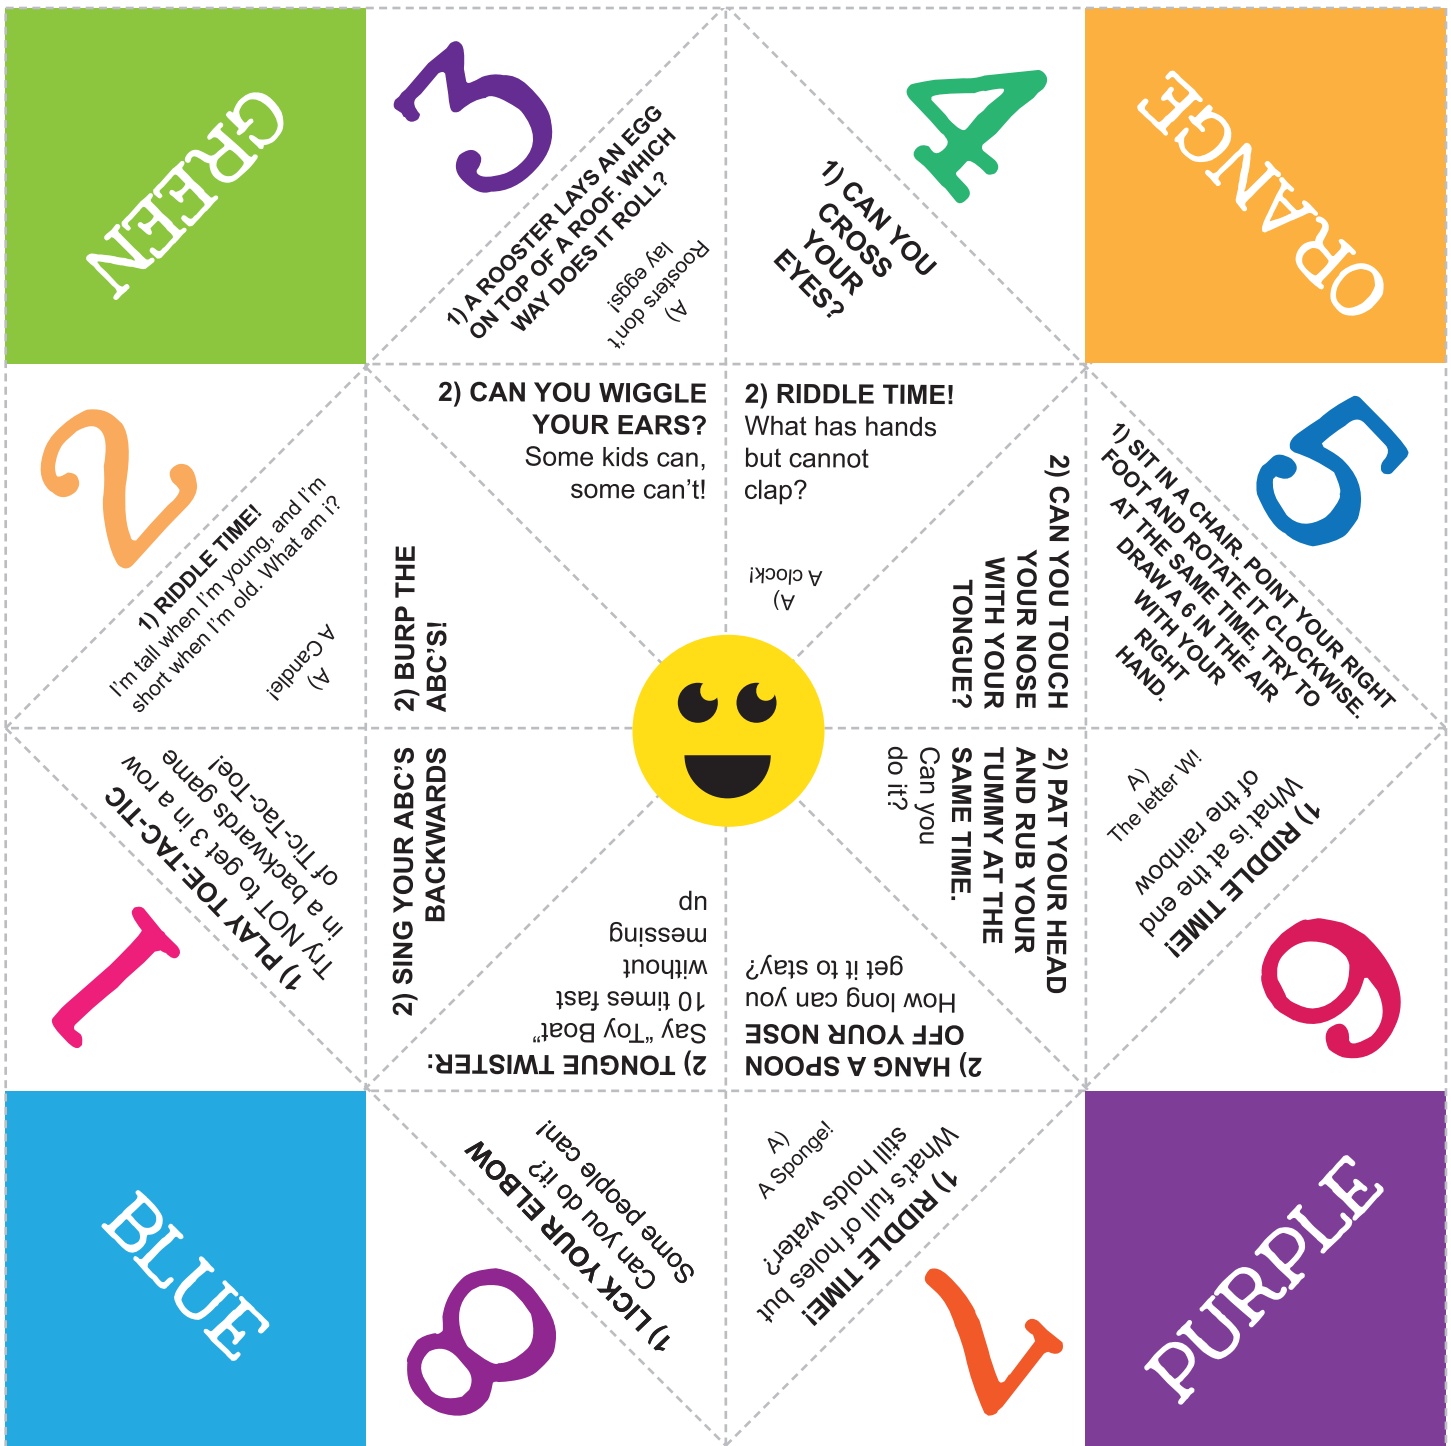 GREEN
3
1) A ROOSTER LAYS AN EGG
ON TOP OF A ROOF. WHICH
WAY DOES IT ROLL?
A)
Roosters don't
lay eggs!
4
1) CAN YOU
CROSS
YOUR
EYES?
ORANGE
2
1) RIDDLE TIME!
I'm tall when I'm young, and I'm
short when I'm old. What am i?
A)
A Candle!
2) CAN YOU WIGGLE
YOUR EARS?
Some kids can,
some can't!
2) RIDDLE TIME!
What has hands
but cannot
clap?
A)
A clock!
2) BURP THE
ABC'S!
2) CAN YOU TOUCH
YOUR NOSE
WITH YOUR
TONGUE?
5
1) SIT IN A CHAIR. POINT YOUR RIGHT
FOOT AND ROTATE IT CLOCKWISE.
AT THE SAME TIME, TRY TO
DRAW A 6 IN THE AIR
WITH YOUR
RIGHT
HAND.
1
1) PLAY TOE-TAC-TIC
Try NOT to get 3 in a row
in a backwards game
of Tic-Tac-Toe!
2) SING YOUR ABC'S
BACKWARDS
2) TONGUE TWISTER:
Say "Toy Boat"
10 times fast
without
messing
up
2) HANG A SPOON
OFF YOUR NOSE
How long can you
get it to stay?
2) PAT YOUR HEAD
AND RUB YOUR
TUMMY AT THE
SAME TIME.
Can you
do it?
6
1) RIDDLE TIME!
What is at the end
of the rainbow
A)
The letter W!
BLUE
8
1) LICK YOUR ELBOW
Can you do it?
Some people can!
7
1) RIDDLE TIME!
What's full of holes but
still holds water?
A)
A Sponge!
PURPLE